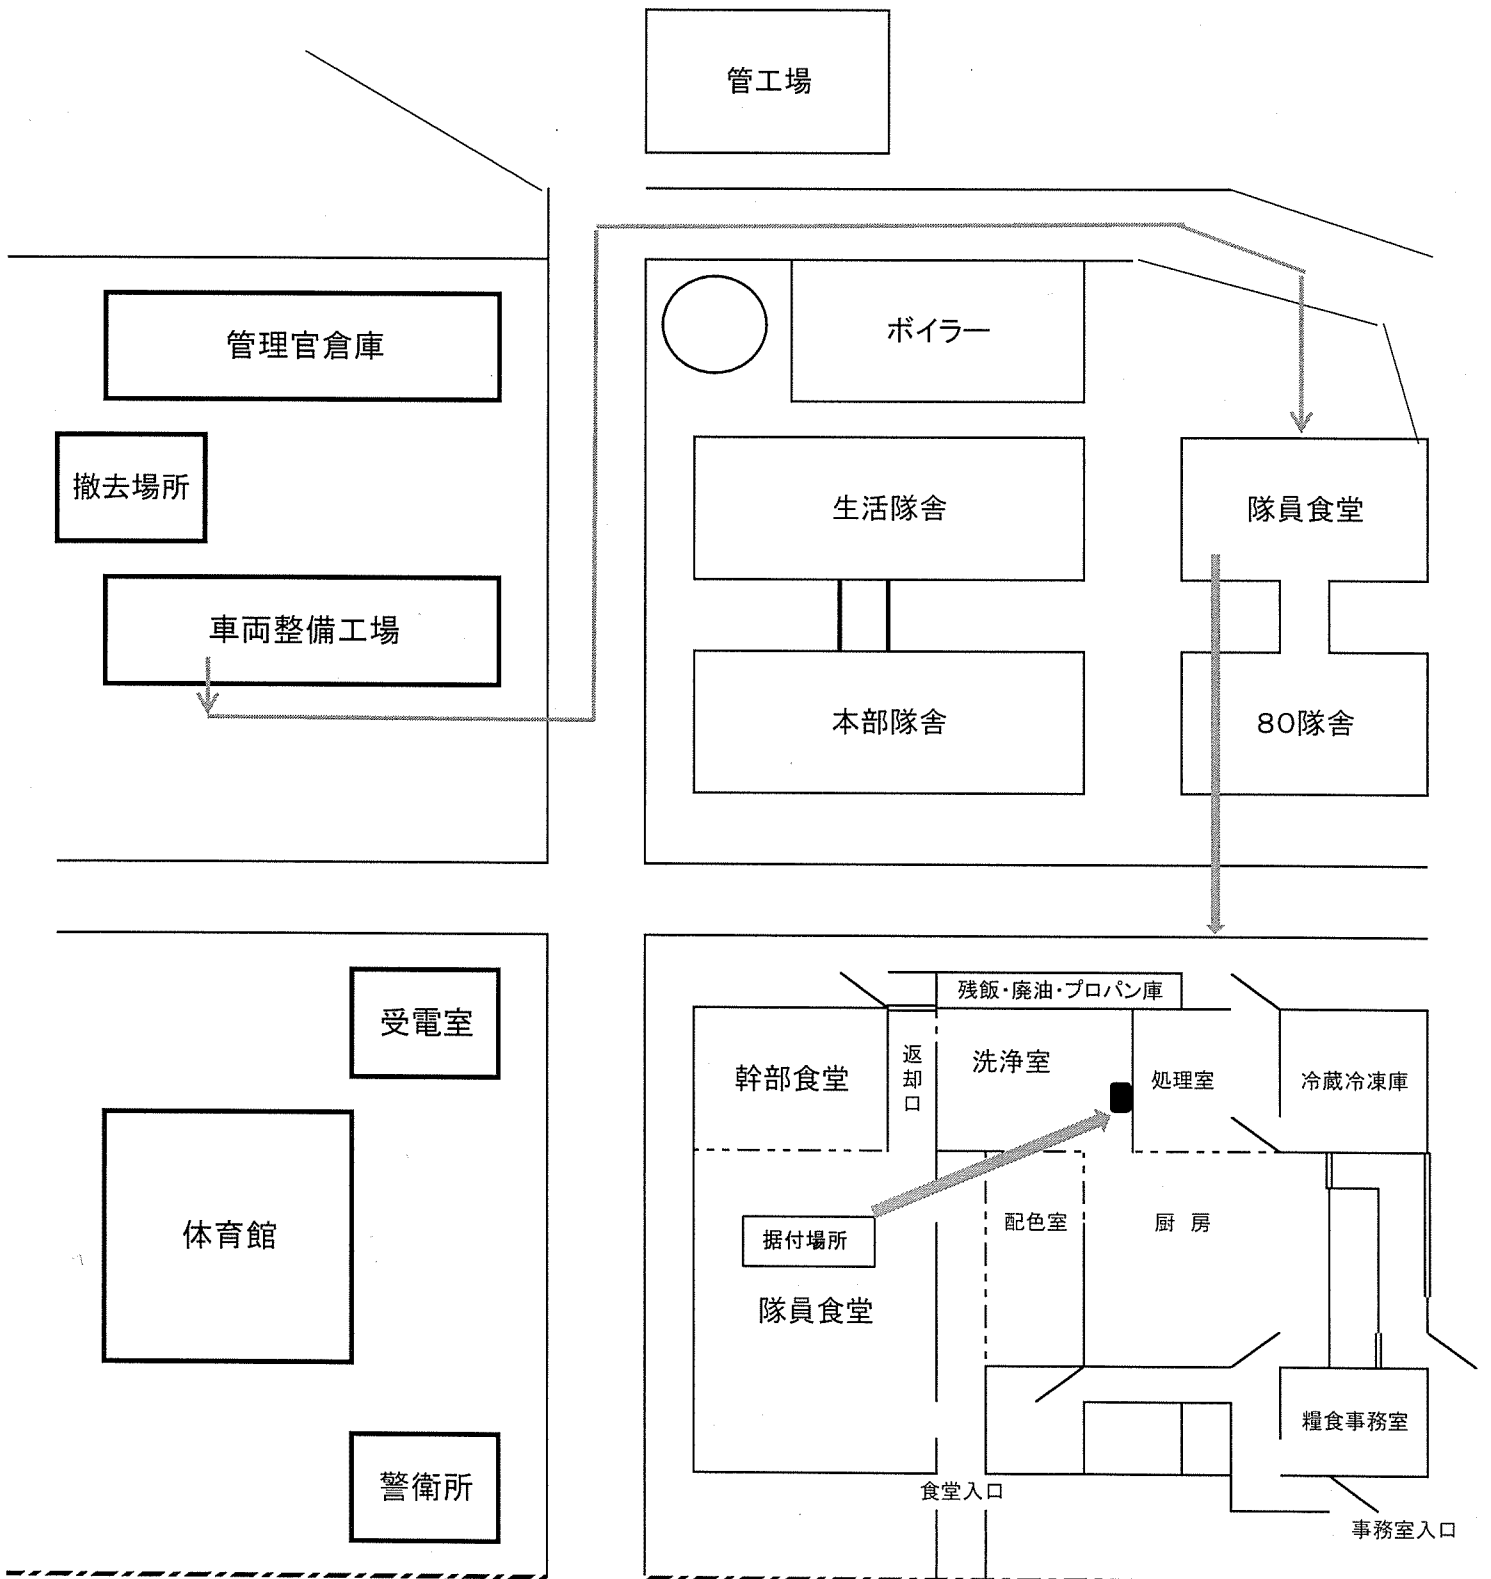 管工場
管理官倉庫
ボイラー
撤去場所
生活隊舎
隊員食堂
車両整備工場
本部隊舎
80隊舎
受電室
残飯・廃油・プロパン庫
幹部食堂
返却口
洗浄室
処理室
冷蔵冷凍庫
体育館
据付場所
配色室
厨 房
隊員食堂
糧食事務室
警衛所
食堂入口
事務室入口